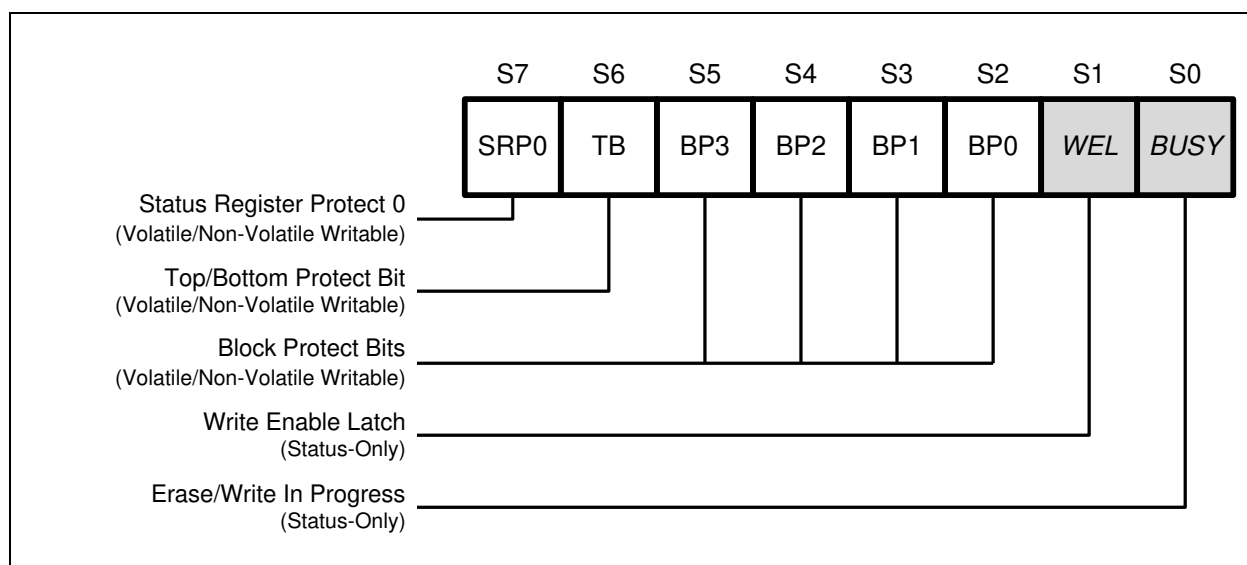 S7 S6 S5 S4 S3 S2 S1 S0
SRP0 TB BP3 BP2 BP1 BP0 WEL BUSY
Status Register Protect 0
(Volatile/Non-Volatile Writable)
Top/Bottom Protect Bit
(Volatile/Non-Volatile Writable)
Block Protect Bits
(Volatile/Non-Volatile Writable)
Write Enable Latch
(Status-Only)
Erase/Write In Progress
(Status-Only)